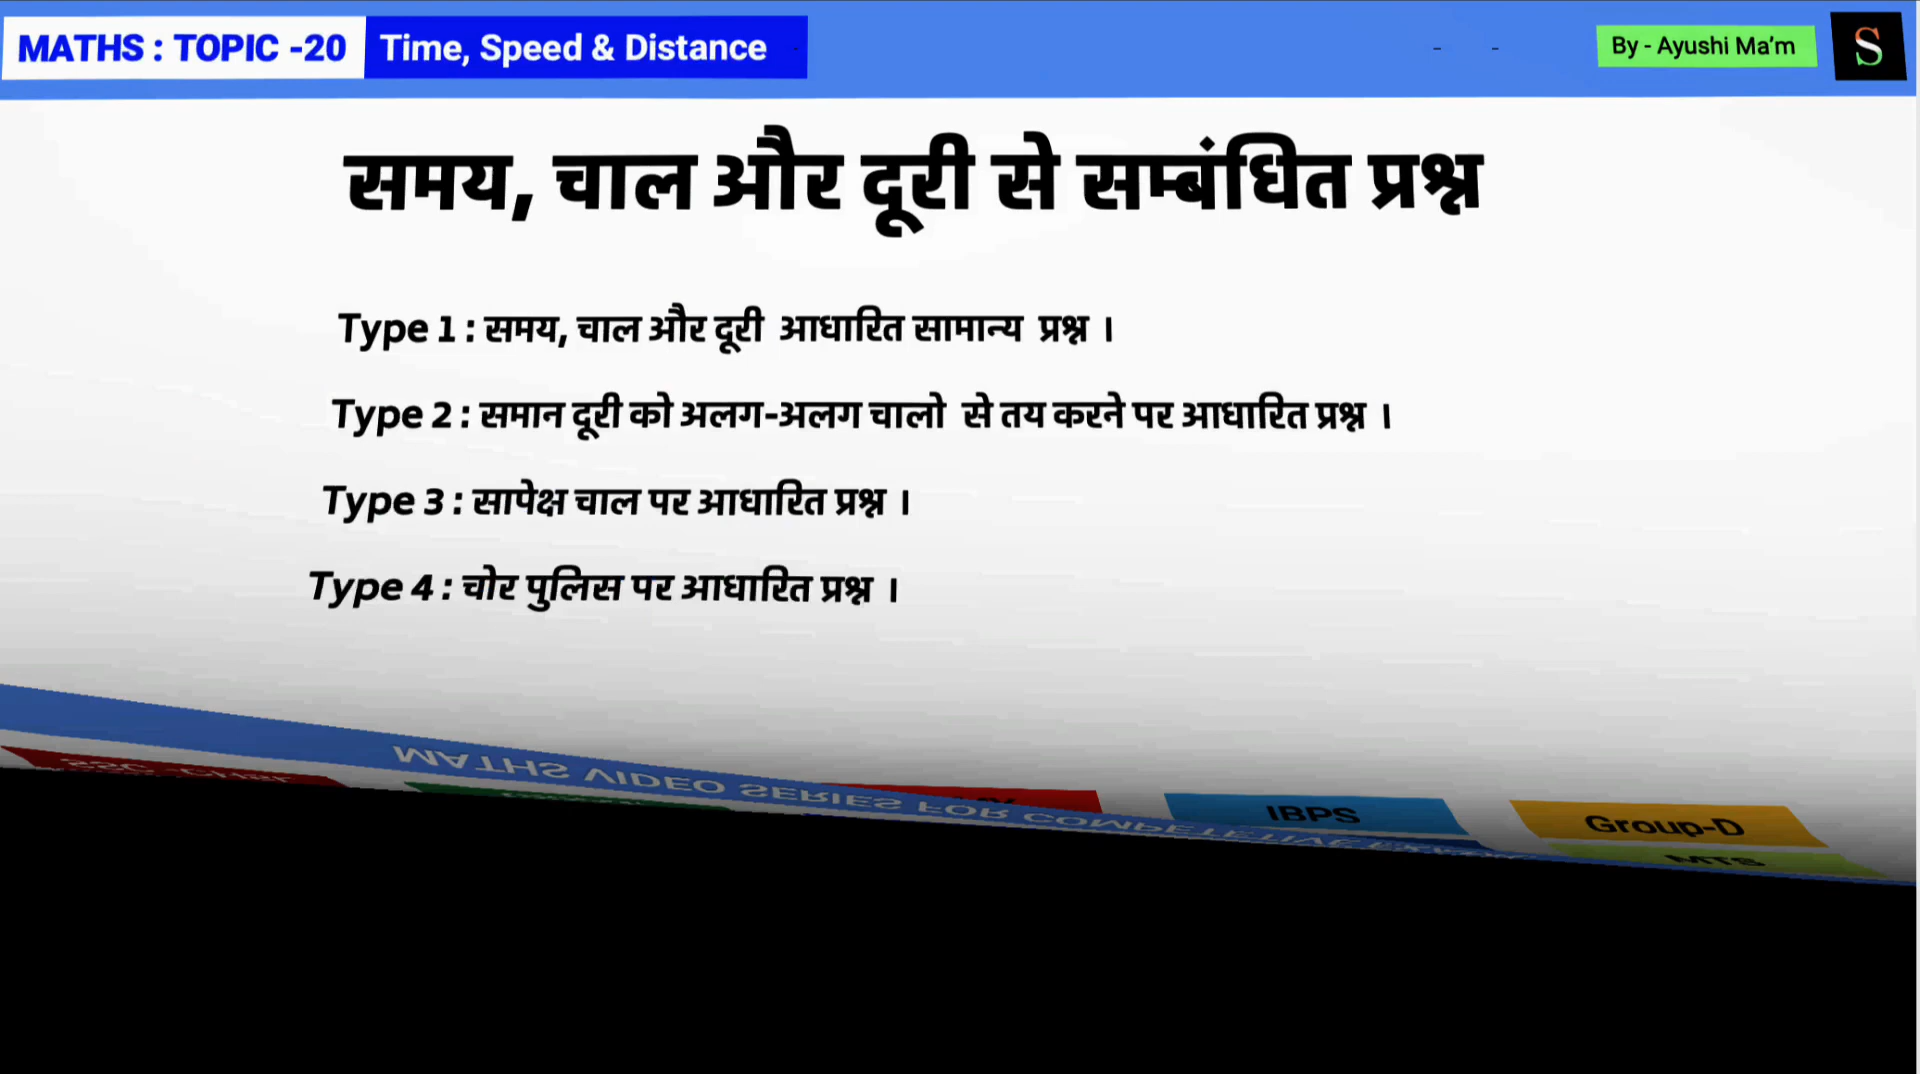 MATHS : TOPIC -20 Time, Speed & Distance
By - Ayushi Ma'm
S
समय, चाल और दूरी से सम्बंधित प्रश्न
Type 1 : समय, चाल और दूरी आधारित सामान्य प्रश्न ।
Type 2 : समान दूरी को अलग-अलग चालो से तय करने पर आधारित प्रश्न ।
Type 3 : सापेक्ष चाल पर आधारित प्रश्न ।
Type 4 : चोर पुलिस पर आधारित प्रश्न ।
MATHS VIDEO SERIES FOR COMPETETIVE
IBPS
Group-D
MTS